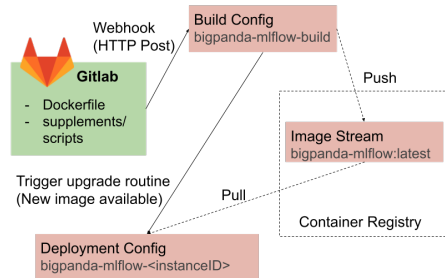 Webhook
(HTTP Post)
Build Config
bigpanda-mlflow-build
Gitlab
- Dockerfile
- supplements/
scripts
Push
Image Stream
bigpanda-mlflow:latest
Trigger upgrade routine
(New image available)
Pull
Container Registry
Deployment Config
bigpanda-mlflow-<instanceID>